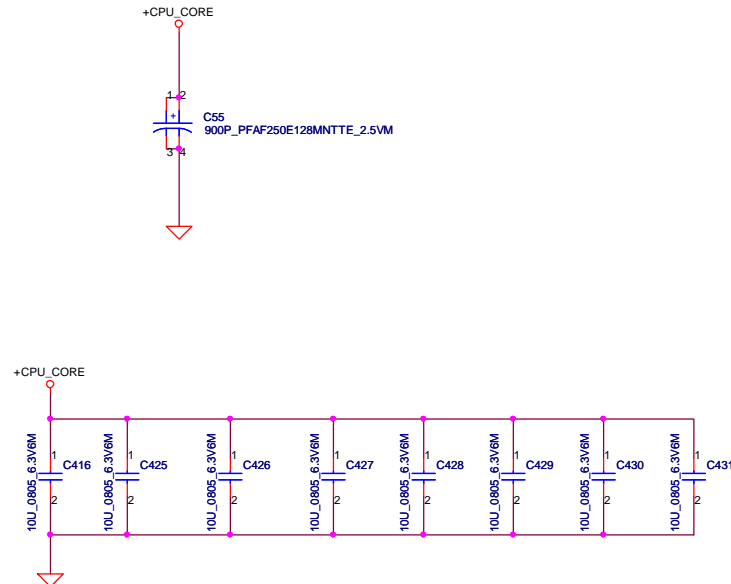 +CPU_CORE
1 2
+
C55
900P_PFAF250E128MNTTE_2.5VM
3 4
+CPU_CORE
1 1 1 1 1 1 1 1
C416 C425 C426 C427 C428 C429 C430 C431
10U_0805_6.3V6M 10U_0805_6.3V6M 10U_0805_6.3V6M 10U_0805_6.3V6M 10U_0805_6.3V6M 10U_0805_6.3V6M 10U_0805_6.3V6M 10U_0805_6.3V6M
2 2 2 2 2 2 2 2